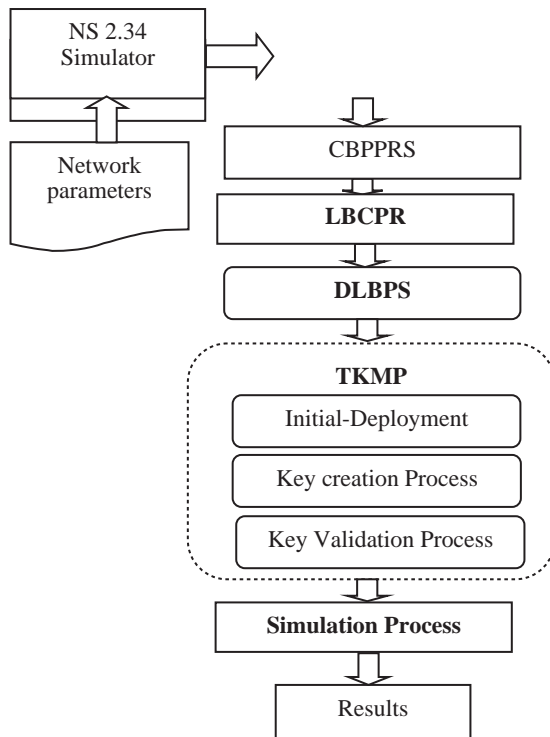 NS 2.34
Simulator
Network
parameters
CBPPRS
LBCPR
DLBPS
TKMP
Initial-Deployment
Key creation Process
Key Validation Process
Simulation Process
Results